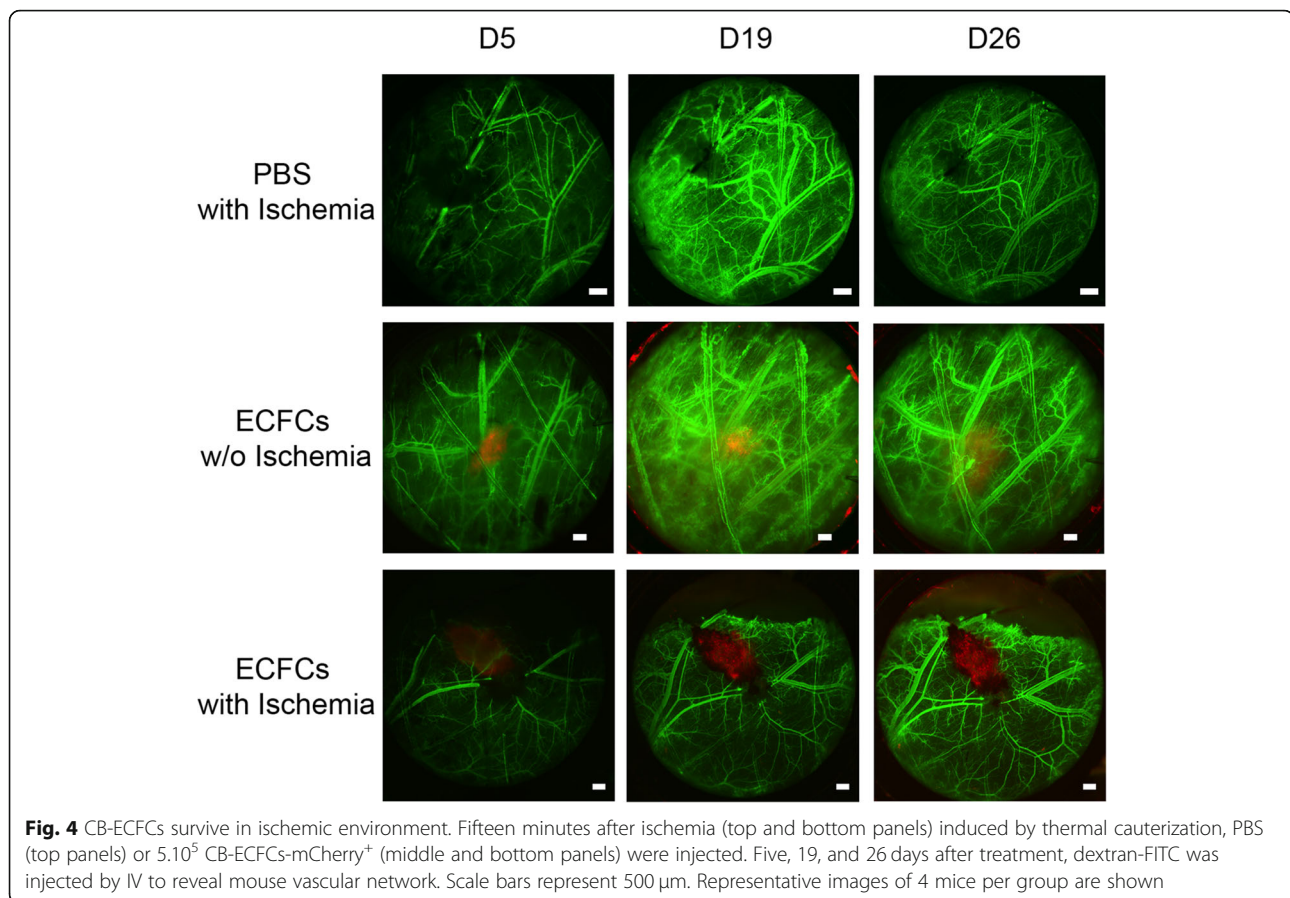 D5 D19 D26
PBS
with Ischemia
ECFCs
w/o Ischemia
ECFCs
with Ischemia
Fig. 4 CB-ECFCs survive in ischemic environment. Fifteen minutes after ischemia (top and bottom panels) induced by thermal cauterization, PBS
(top panels) or 5.10⁵ CB-ECFCs-mCherry⁺ (middle and bottom panels) were injected. Five, 19, and 26 days after treatment, dextran-FITC was
injected by IV to reveal mouse vascular network. Scale bars represent 500 μm. Representative images of 4 mice per group are shown